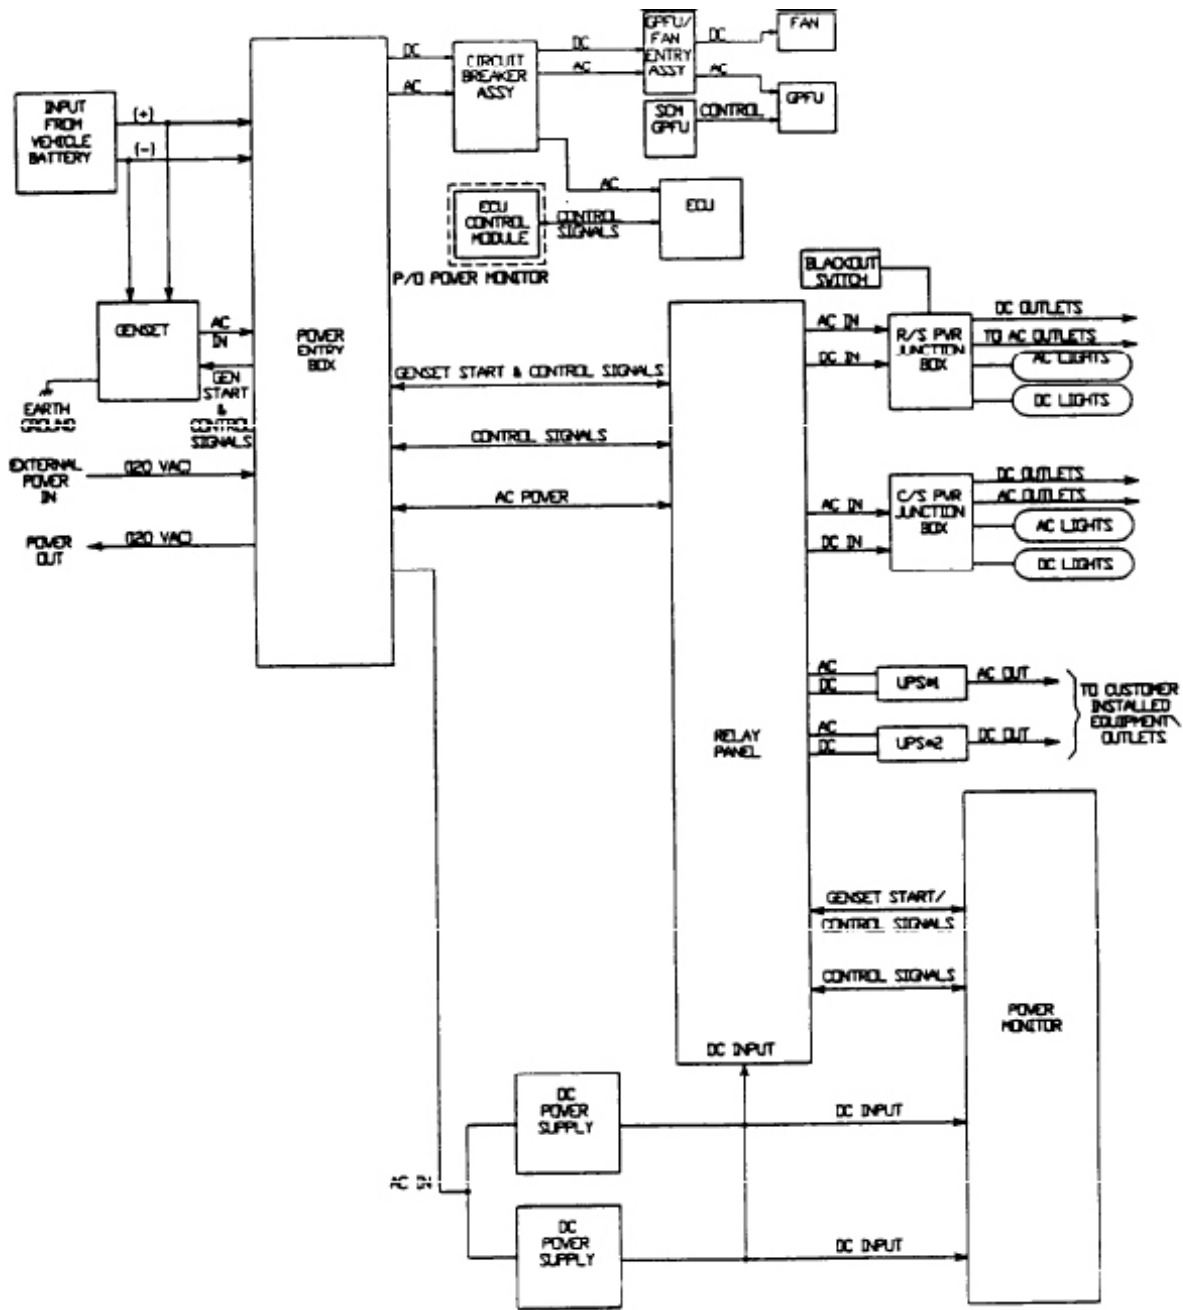 DC
AC
CIRCUIT
BREAKER
ASSY
DC
AC
GPFU/
FAN
ENTRY
ASSY
DC
FAN
AC
GPFU
SCM
GPFU
CONTROL
INPUT
FROM
VEHICLE
BATTERY
(+)
(-)
AC
ECU
ECU
CONTROL
MODULE
CONTROL
SIGNALS
P/O POWER MONITOR
BLACKOUT
SWITCH
GENSET
AC
IN
GEN
START
&
CONTROL
SIGNALS
EARTH
GROUND
POWER
ENTRY
BOX
GENSET START & CONTROL SIGNALS
CONTROL SIGNALS
AC POWER
EXTERNAL
POWER
IN
(120 VAC)
POWER
OUT
(120 VAC)
AC IN
DC IN
R/S PWR
JUNCTION
BOX
DC OUTLETS
TO AC OUTLETS
AC LIGHTS
DC LIGHTS
AC IN
DC IN
C/S PWR
JUNCTION
BOX
DC OUTLETS
AC OUTLETS
AC LIGHTS
DC LIGHTS
RELAY
PANEL
AC
DC
UPS#1
AC OUT
AC
DC
UPS#2
DC OUT
TO CUSTOMER
INSTALLED
EQUIPMENT\
OUTLETS
GENSET START/
CONTROL SIGNALS
CONTROL SIGNALS
POWER
MONITOR
DC INPUT
DC
POWER
SUPPLY
DC INPUT
AC IN
DC
POWER
SUPPLY
DC INPUT